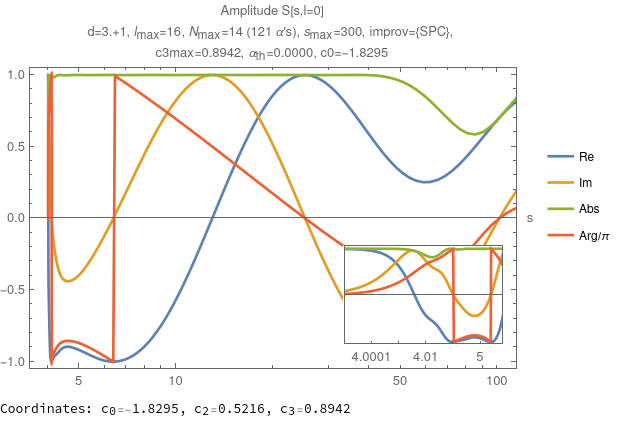 Amplitude S[s,l=0]
d=3.+1, lmax=16, Nmax=14 (121 α's), smax=300, improv={SPC},
c3max=0.8942, αth=0.0000, c0=-1.8295
1.0
0.5
0.0
-0.5
-1.0
5
10
50
100
s
4.0001
4.01
5
Re
Im
Abs
Arg/π
Coordinates: c0=-1.8295, c2=0.5216, c3=0.8942